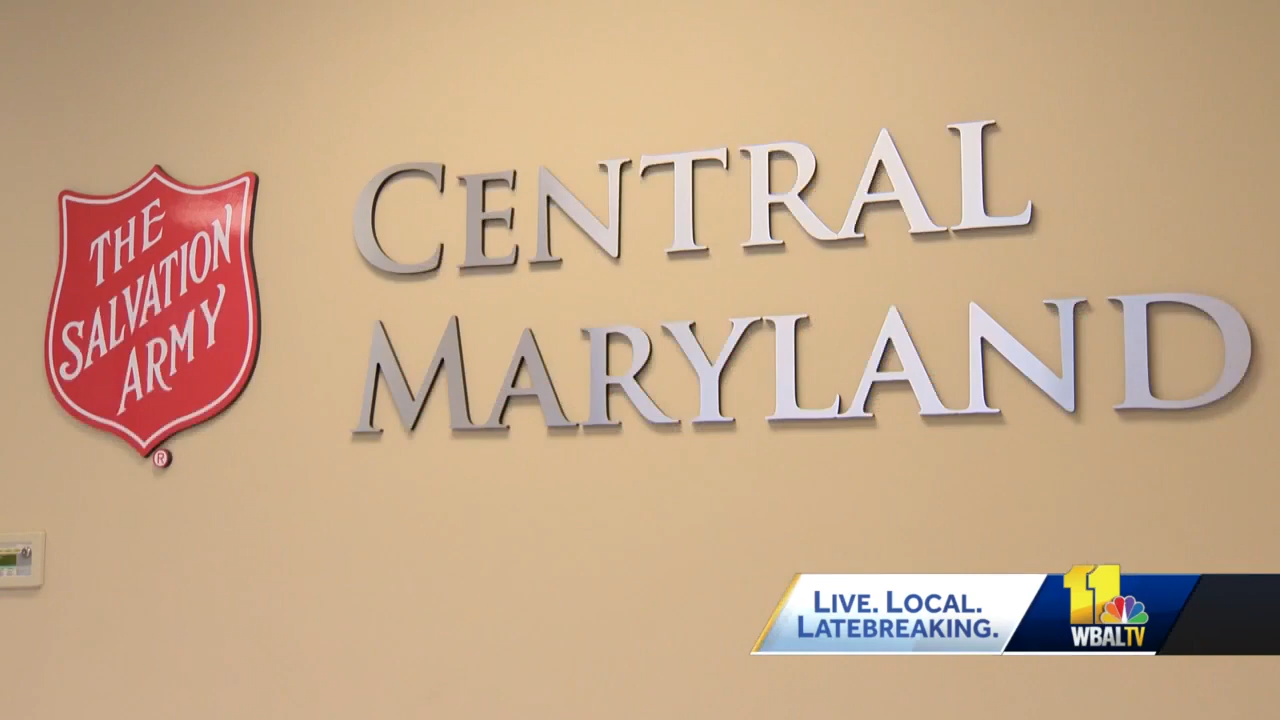 THE
SALVATION
ARMY
®
CENTRAL
MARYLAND
LIVE. LOCAL.
LATEBREAKING.
11
WBALTV